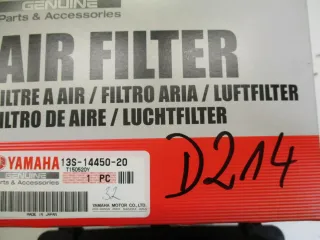 GENUINE
Parts & Accessories
AIR FILTER
FILTRE A AIR / FILTRO ARIA / LUFTFILTER
FILTRO DE AIRE / LUCHTFILTER
YAMAHA 13S-14450-20
GENUINE
Parts & Accessories
1 PC
MADE IN JAPAN
YAMAHA MOTOR CO.,LTD.
D214